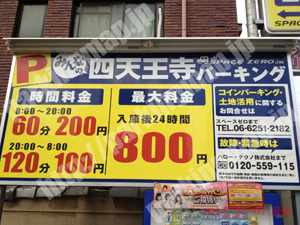 P みんなの 四天王寺パーキング
SPACE ZERO.inc
時間料金
8:00~20:00
60分200円
20:00~8:00
120分100円
最大料金
入庫後24時間
800円
コインパーキング・
土地活用に関する
お問合せは
スペースゼロまで
TEL.06-6251-2182
故障・緊急時は
ハロー・テクノ株式会社まで
0120-559-115